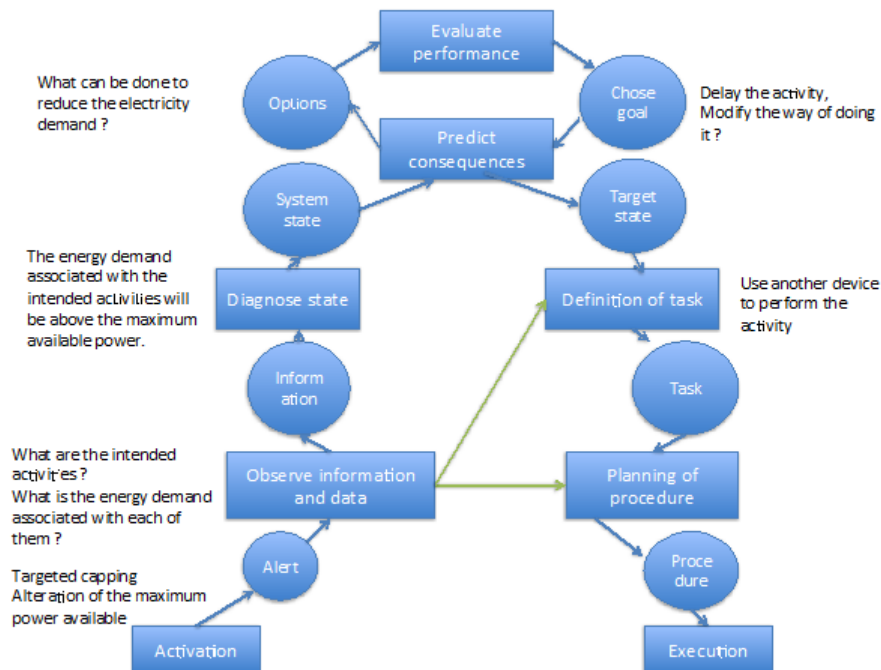 Evaluate
performance
What can be done to
reduce the electricity
demand ?
Options
Chose
goal
Delay the activity,
Modify the way of doing
it ?
Predict
consequences
System
state
Target
state
The energy demand
associated with the
intended activities will
be above the maximum
available power.
Diagnose state
Definition of task
Use another device
to perform the
activity
Inform
ation
Task
What are the intended
activities ?
What is the energy demand
associated with each of
them ?
Observe information
and data
Planning of
procedure
Alert
Proce
dure
Targeted capping
Alteration of the maximum
power available
Activation
Execution